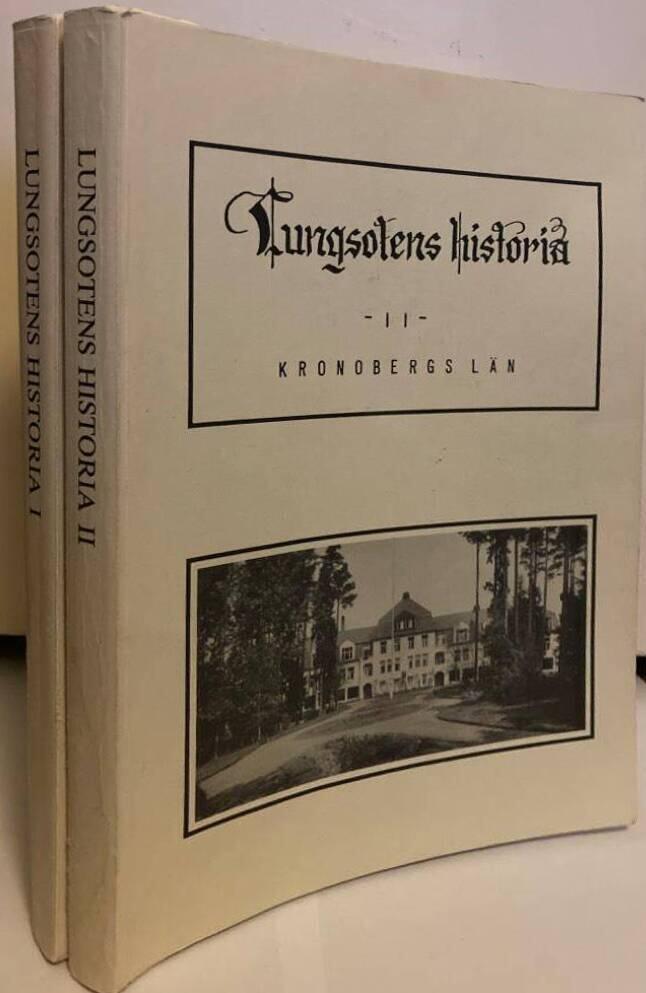 LUNGSOTENS HISTORIA I
LUNGSOTENS HISTORIA II
Lungsotens historia
- II -
KRONOBERGS LÄN